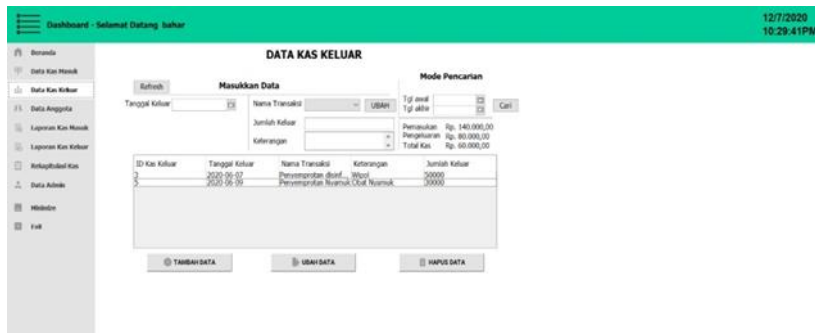 Dashboard - Selamat Datang bahar
12/7/2020
10:29:41PM
Beranda
Data Kas Masuk
Data Kas Keluar
Data Anggota
Laporan Kas Masuk
Laporan Kas Keluar
Rekapitulasi Kas
Data Admin
Minimize
Exit
DATA KAS KELUAR
Refresh
Masukkan Data
Mode Pencarian
Tanggal Keluar
Nama Transaksi
UBAH
Jumlah Keluar
Keterangan
Tgl awal
Tgl akhir
Cari
Pemasukan Rp. 140.000,00
Pengeluaran Rp. 80.000,00
Total Kas Rp. 60.000,00
ID Kas Keluar Tanggal Keluar Nama Transaksi Keterangan Jumlah Keluar
2020-06-07 Penyemprotan disinf... Wipol 50000
5 2020-06-09 Penyemprotan Nyamuk Obat Nyamuk 30000
TAMBAH DATA
UBAH DATA
HAPUS DATA